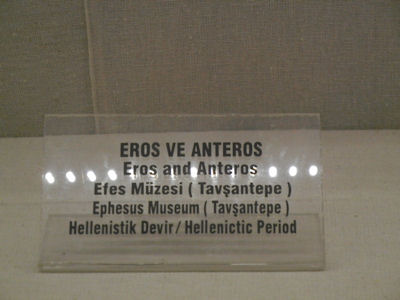 EROS VE ANTEROS
Eros and Anteros
Efes Müzesi ( Tavşantepe )
Ephesus Museum ( Tavşantepe )
Hellenistik Devir / Hellenictic Period